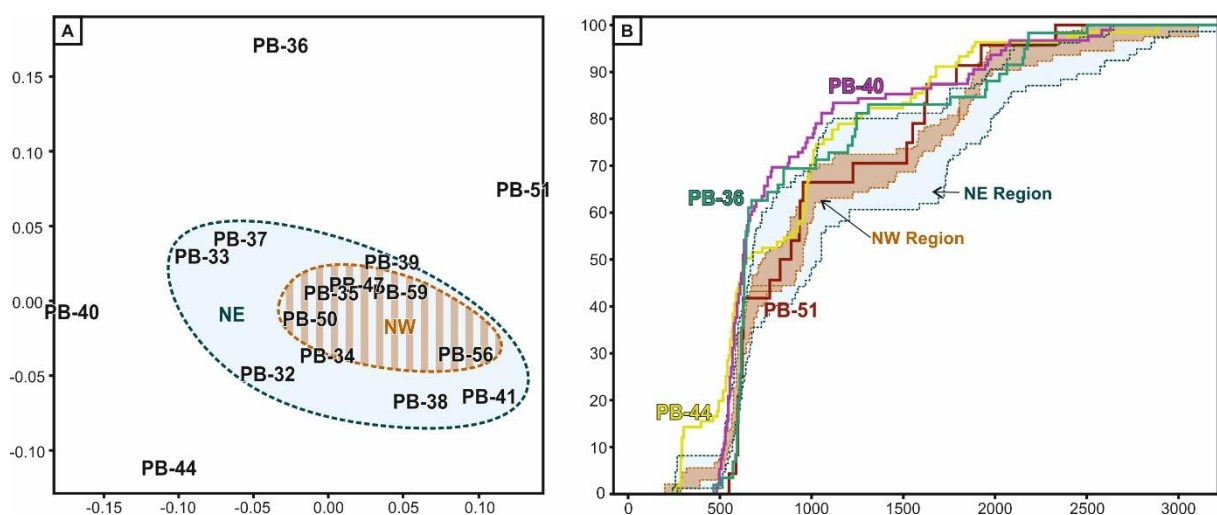 A
PB-36
0.15
0.10
PB-51
0.05
PB-37
PB-33
PB-39
PB-47
PB-35
PB-59
0.00
PB-40
NE
PB-50
NW
PB-34
PB-56
-0.05
PB-32
PB-38
PB-41
-0.10
PB-44
-0.15 -0.10 -0.05 0.00 0.05 0.10
B
100
90
PB-40
80
70
PB-36
NE Region
60
NW Region
50
40
PB-51
30
20
PB-44
10
0
0 500 1000 1500 2000 2500 3000